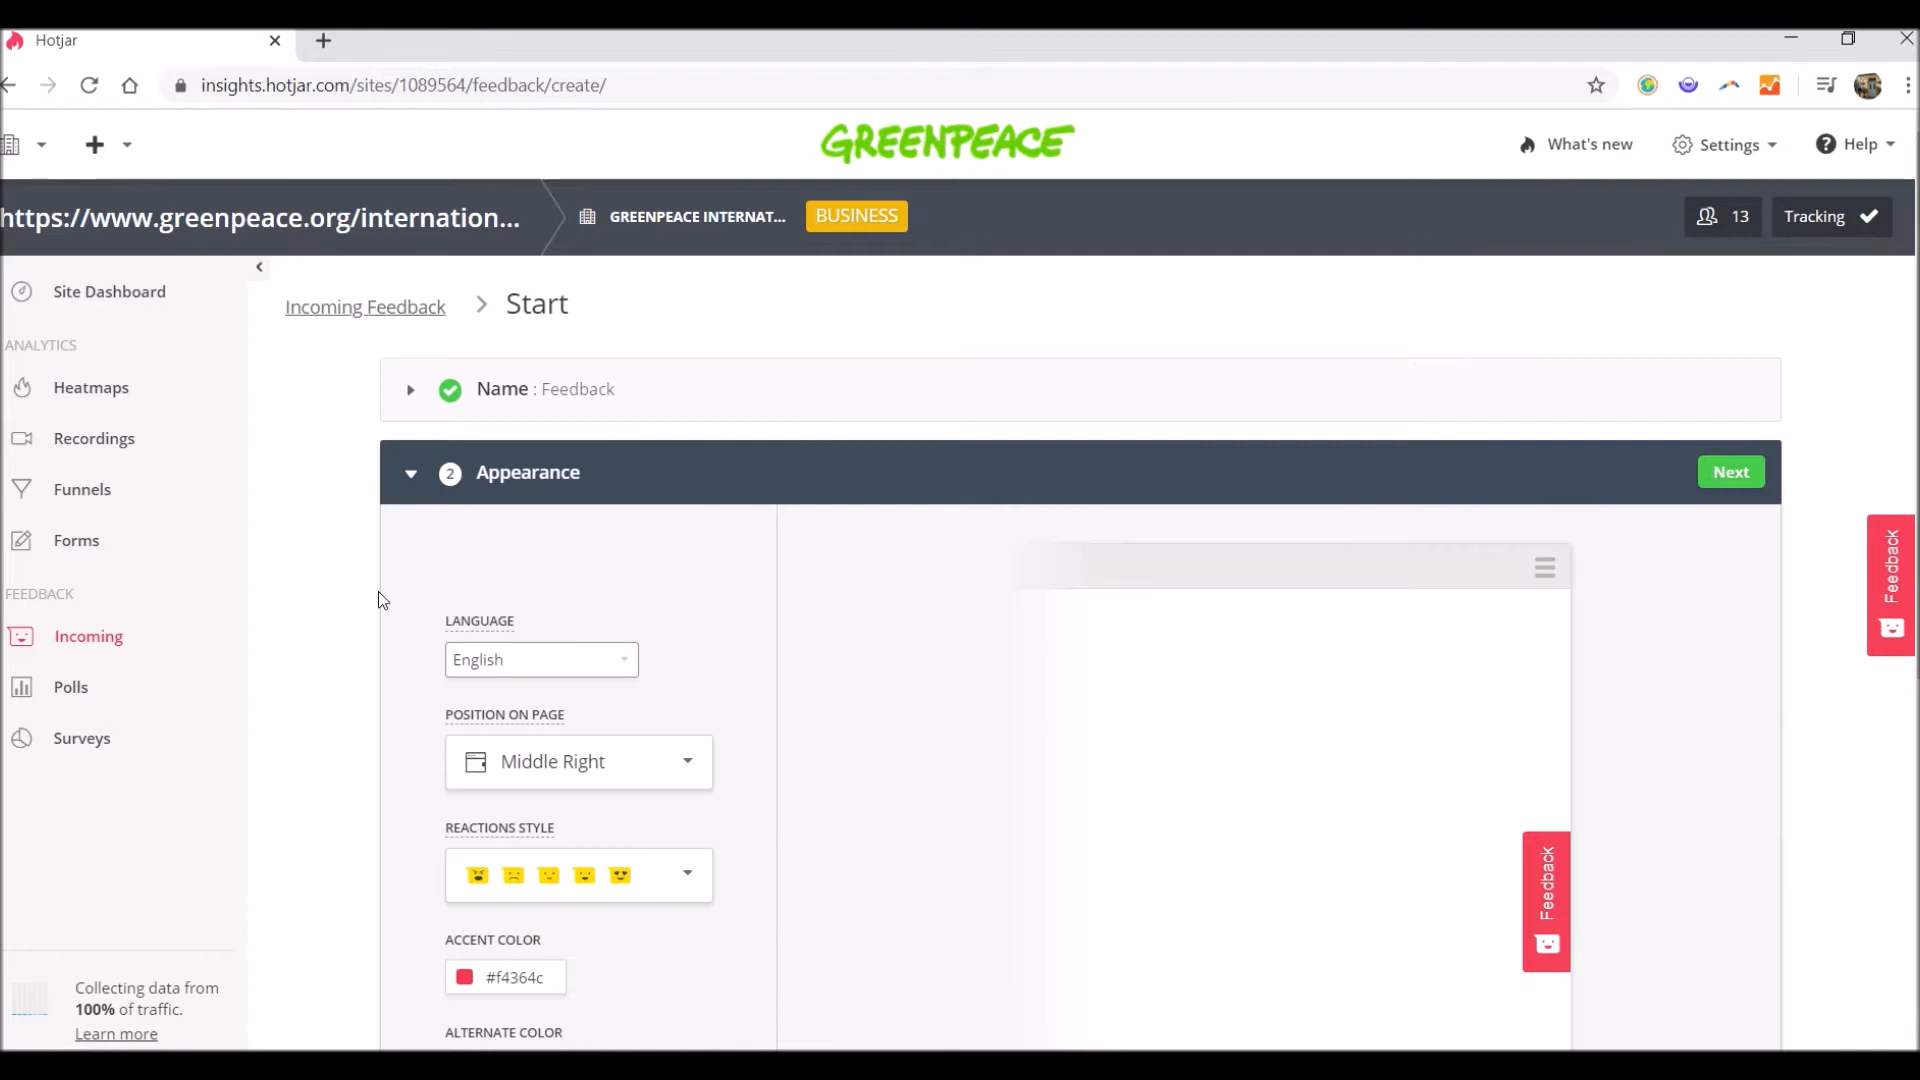 Hotjar
insights.hotjar.com/sites/1089564/feedback/create/
GREENPEACE
What's new
Settings
Help
https://www.greenpeace.org/internation...
GREENPEACE INTERNAT...
BUSINESS
13
Tracking
Site Dashboard
ANALYTICS
Heatmaps
Recordings
Funnels
Forms
FEEDBACK
Incoming
Polls
Surveys
Collecting data from
100% of traffic.
Learn more
Incoming Feedback > Start
Name : Feedback
2 Appearance
Next
LANGUAGE
English
POSITION ON PAGE
Middle Right
REACTIONS STYLE
ACCENT COLOR
#f4364c
ALTERNATE COLOR
Feedback
Feedback